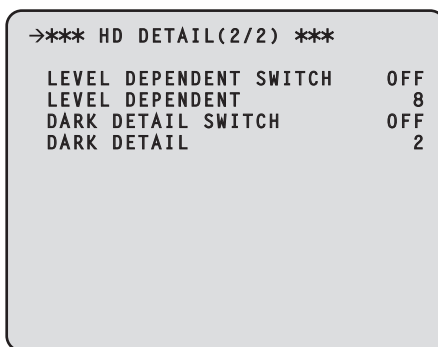 →*** HD DETAIL(2/2) ***
LEVEL DEPENDENT SWITCH OFF
LEVEL DEPENDENT 8
DARK DETAIL SWITCH OFF
DARK DETAIL 2